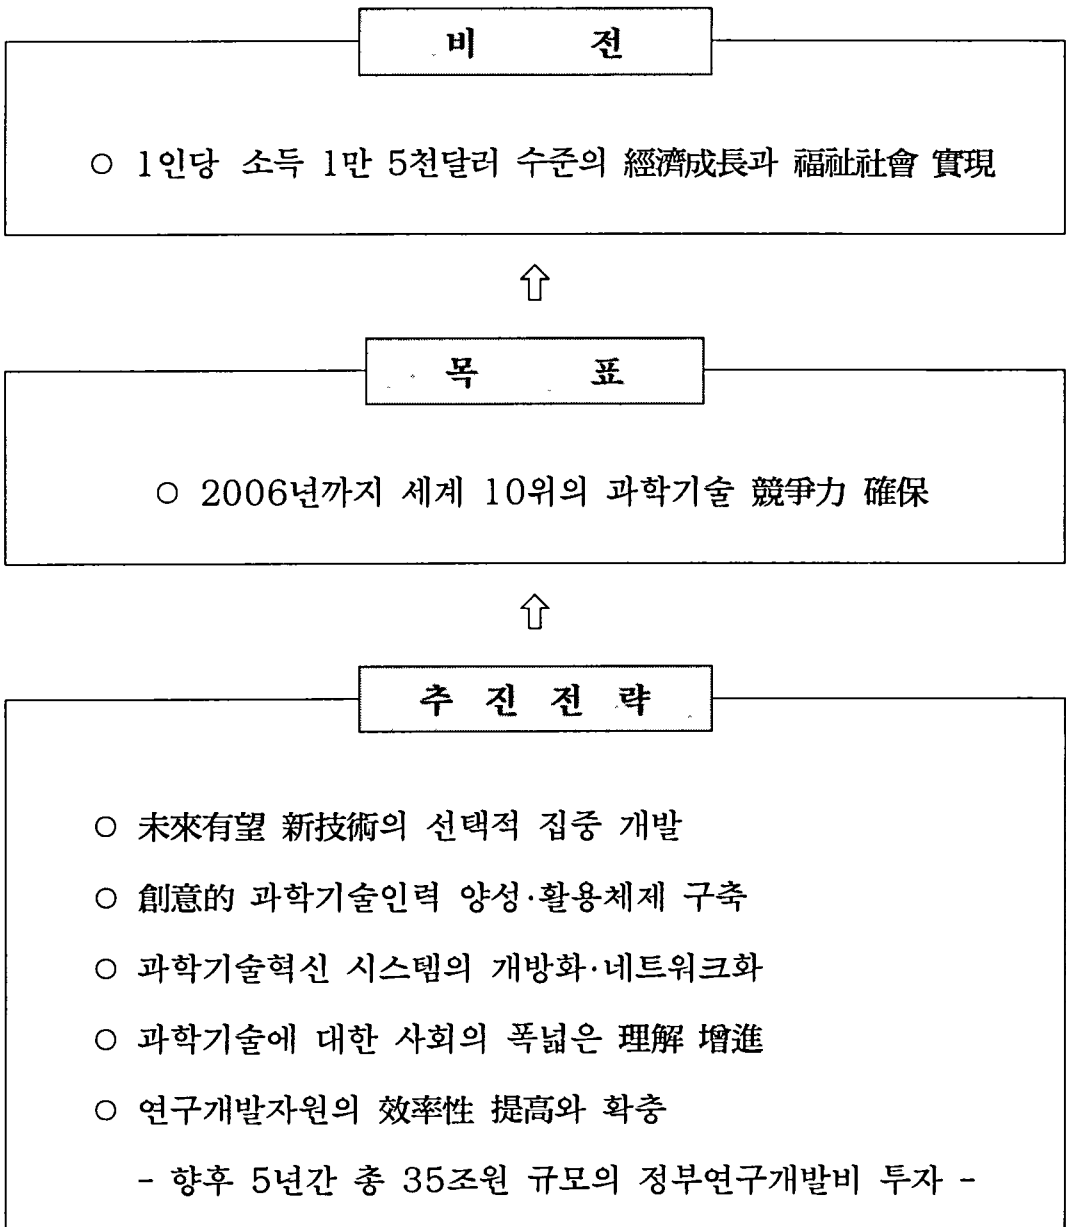 비 전
○ 1인당 소득 1만 5천달러 수준의 經濟成長과 福祉社會 實現
⇧
목 표
○ 2006년까지 세계 10위의 과학기술 競爭力 確保
⇧
추 진 전 략
○ 未來有望 新技術의 선택적 집중 개발
○ 創意的 과학기술인력 양성·활용체제 구축
○ 과학기술혁신 시스템의 개방화·네트워크화
○ 과학기술에 대한 사회의 폭넓은 理解 增進
○ 연구개발자원의 效率性 提高와 확충
- 향후 5년간 총 35조원 규모의 정부연구개발비 투자 -